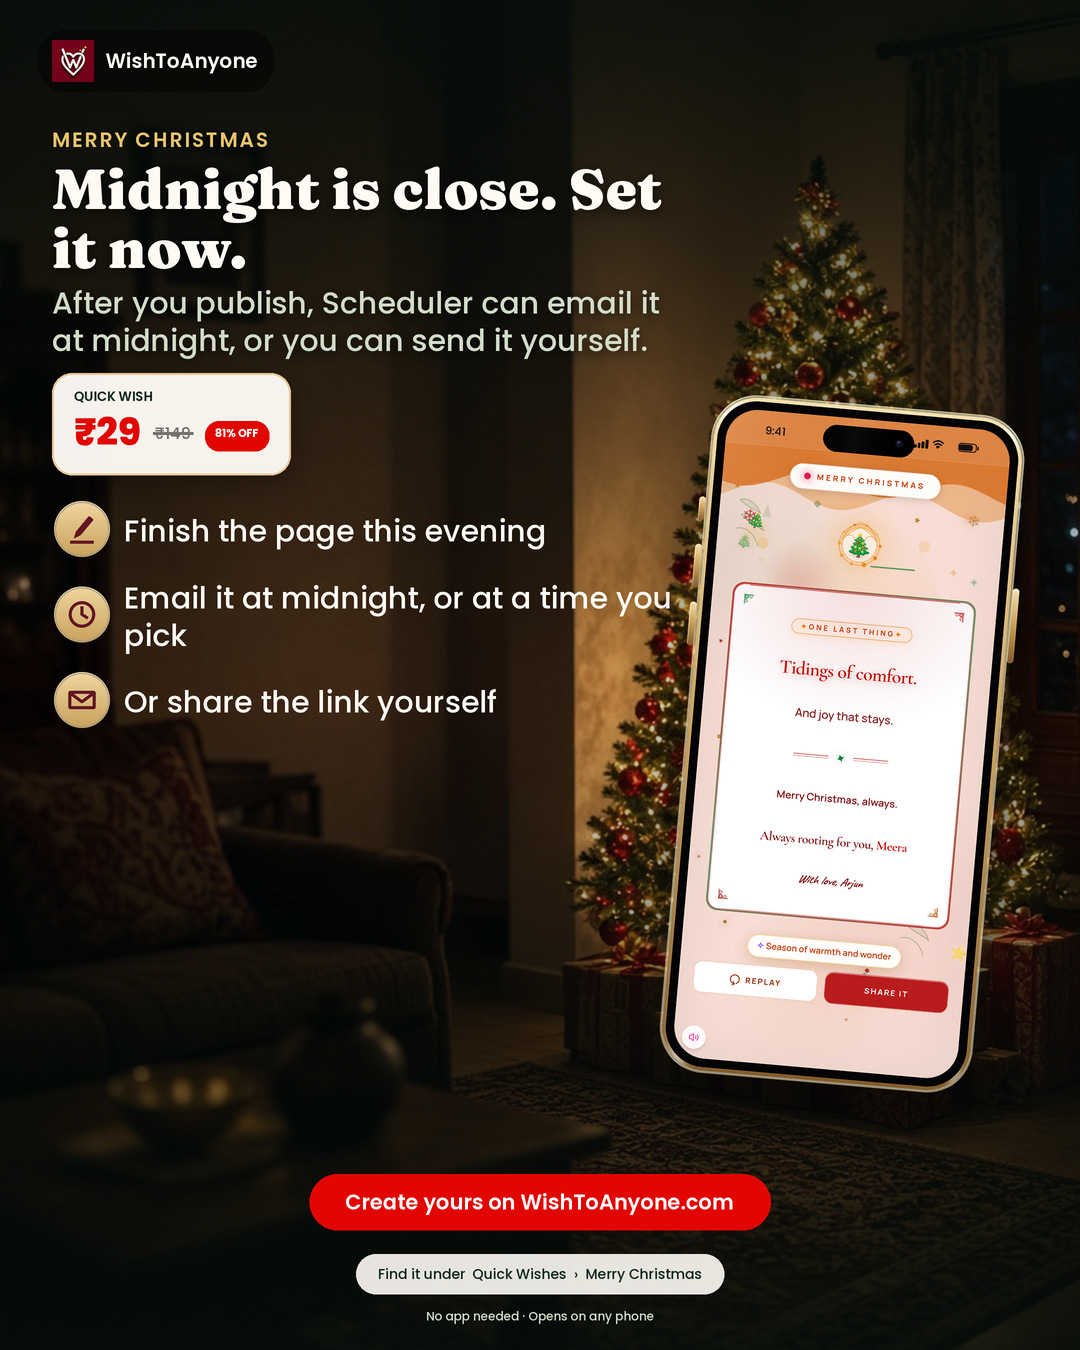 WishToAnyone
MERRY CHRISTMAS
Midnight is close. Set
it now.
After you publish, Scheduler can email it
at midnight, or you can send it yourself.
QUICK WISH
₹29 ₹149 81% OFF
Finish the page this evening
Email it at midnight, or at a time you
pick
Or share the link yourself
9:41
MERRY CHRISTMAS
ONE LAST THING
Tidings of comfort.
And joy that stays.
Merry Christmas, always.
Always rooting for you, Meera
With love, Arjun
Season of warmth and wonder
REPLAY
SHARE IT
Create yours on WishToAnyone.com
Find it under Quick Wishes › Merry Christmas
No app needed · Opens on any phone